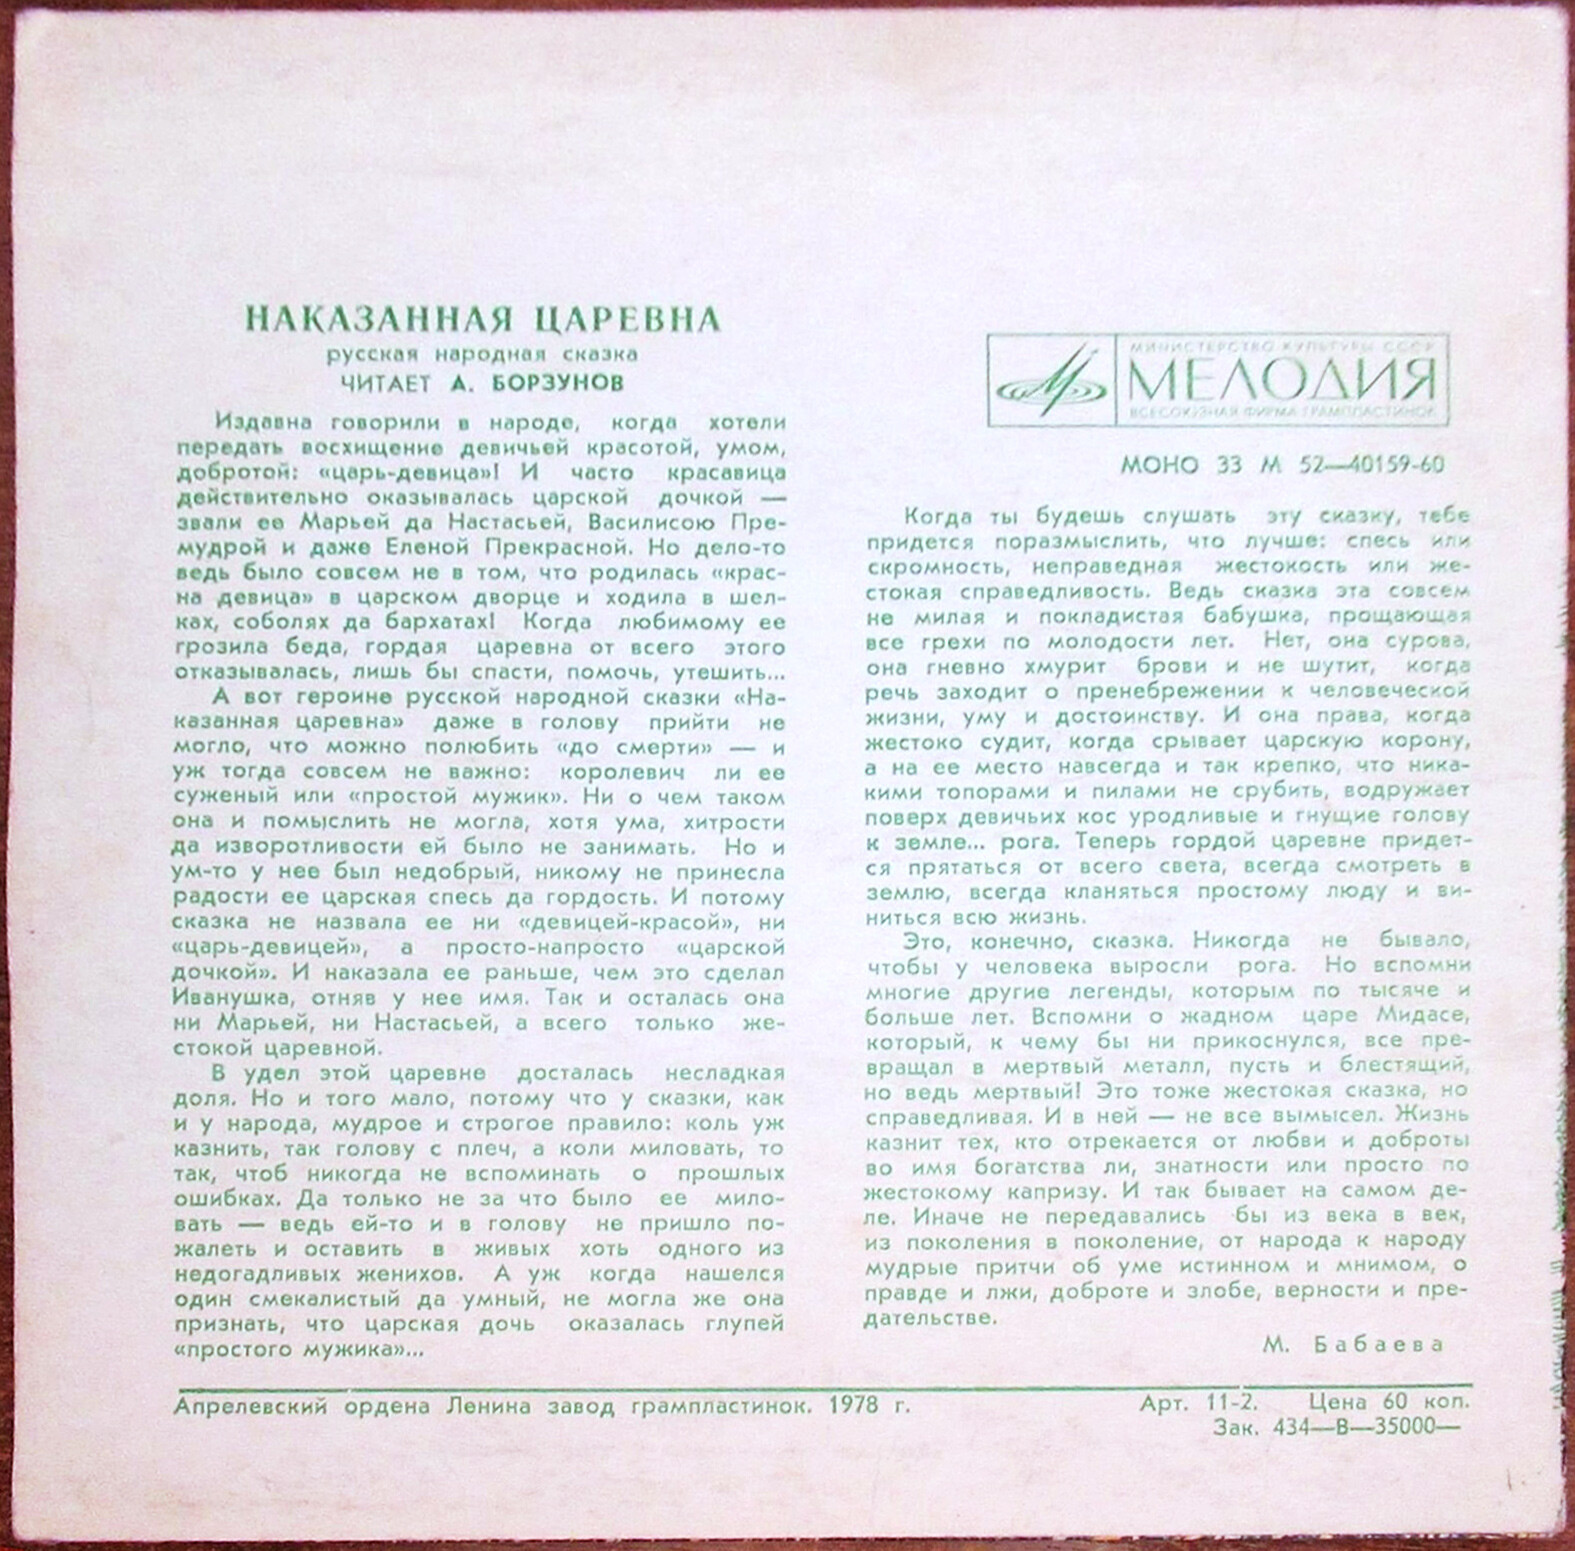 НАКАЗАННАЯ ЦАРЕВНА
русская народная сказка
ЧИТАЕТ А. БОРЗУНОВ
Издавна говорили в народе, когда хотели
передать восхищение девичьей красотой, умом,
добротой: «царь-девица»! И часто красавица
действительно оказывалась царской дочкой —
звали ее Марьей да Настасьей, Василисою Пре-
мудрой и даже Еленой Прекрасной. Но дело-то
ведь было совсем не в том, что родилась «крас-
на девица» в царском дворце и ходила в шел-
ках, соболях да бархатах! Когда любимому ее
грозила беда, гордая царевна от всего этого
отказывалась, лишь бы спасти, помочь, утешить...
А вот героине русской народной сказки «На-
казанная царевна» даже в голову прийти не
могло, что можно полюбить «до смерти» — и
уж тогда совсем не важно: королевич ли ее
суженый или «простой мужик». Ни о чем таком
она и помыслить не могла, хотя ума, хитрости
да изворотливости ей было не занимать. Но и
ум-то у нее был недобрый, никому не принесла
радости ее царская спесь да гордость. И потому
сказка не назвала ее ни «девицей-красой», ни
«царь-девицей», а просто-напросто «царской
дочкой». И наказала ее раньше, чем это сделал
Иванушка, отняв у нее имя. Так и осталась она
ни Марьей, ни Настасьей, а всего только же-
стокой царевной.
В удел этой царевне досталась несладкая
доля. Но и того мало, потому что у сказки, как
и у народа, мудрое и строгое правило: коль уж
казнить, так голову с плеч, а коли миловать, то
так, чтоб никогда не вспоминать о прошлых
ошибках. Да только не за что было ее мило-
вать — ведь ей-то и в голову не пришло по-
жалеть и оставить в живых хоть одного из
недогадливых женихов. А уж когда нашелся
один смекалистый да умный, не могла же она
признать, что царская дочь оказалась глупей
«простого мужика»...
МИНИСТЕРСТВО КУЛЬТУРЫ СССР
МЕЛОДИЯ
ВСЕСОЮЗНАЯ ФИРМА ГРАМПЛАСТИНОК
МОНО 33 М 52—40159-60
Когда ты будешь слушать эту сказку, тебе
придется поразмыслить, что лучше: спесь или
скромность, неправедная жестокость или же-
стокая справедливость. Ведь сказка эта совсем
не милая и покладистая бабушка, прощающая
все грехи по молодости лет. Нет, она сурова,
она гневно хмурит брови и не шутит, когда
речь заходит о пренебрежении к человеческой
жизни, уму и достоинству. И она права, когда
жестоко судит, когда срывает царскую корону,
а на ее место навсегда и так крепко, что ника-
кими топорами и пилами не срубить, водружает
поверх девичьих кос уродливые и гнущие голову
к земле... рога. Теперь гордой царевне придет-
ся прятаться от всего света, всегда смотреть в
землю, всегда кланяться простому люду и ви-
ниться всю жизнь.
Это, конечно, сказка. Никогда не бывало,
чтобы у человека выросли рога. Но вспомни
многие другие легенды, которым по тысяче и
больше лет. Вспомни о жадном царе Мидасе,
который, к чему бы ни прикоснулся, все пре-
вращал в мертвый металл, пусть и блестящий,
но ведь мертвый! Это тоже жестокая сказка, но
справедливая. И в ней — не все вымысел. Жизнь
казнит тех, кто отрекается от любви и доброты
во имя богатства ли, знатности или просто по
жестокому капризу. И так бывает на самом де-
ле. Иначе не передавались бы из века в век,
из поколения в поколение, от народа к народу
мудрые притчи об уме истинном и мнимом, о
правде и лжи, доброте и злобе, верности и пре-
дательстве.
М. Бабаева
Апрелевский ордена Ленина завод грампластинок. 1978 г. Арт. 11-2. Цена 60 коп.
Зак. 434—В—35000—